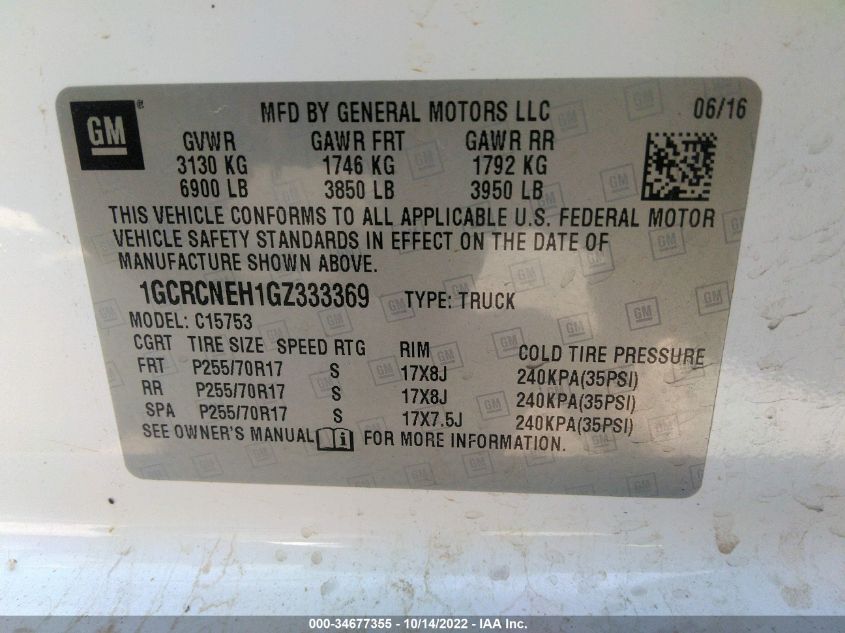 GM ® MFD BY GENERAL MOTORS LLC 06/16
GVWR GAWR FRT GAWR RR
3130 KG 1746 KG 1792 KG
6900 LB 3850 LB 3950 LB
THIS VEHICLE CONFORMS TO ALL APPLICABLE U.S. FEDERAL MOTOR
VEHICLE SAFETY STANDARDS IN EFFECT ON THE DATE OF
MANUFACTURE SHOWN ABOVE.
1GCRCNEH1GZ333369 TYPE: TRUCK
MODEL: C15753
CGRT TIRE SIZE SPEED RTG RIM COLD TIRE PRESSURE
FRT P255/70R17 S 17X8J 240KPA(35PSI)
RR P255/70R17 S 17X8J 240KPA(35PSI)
SPA P255/70R17 S 17X7.5J 240KPA(35PSI)
SEE OWNER'S MANUAL i FOR MORE INFORMATION.
000-34677355 - 10/14/2022 - IAA Inc.